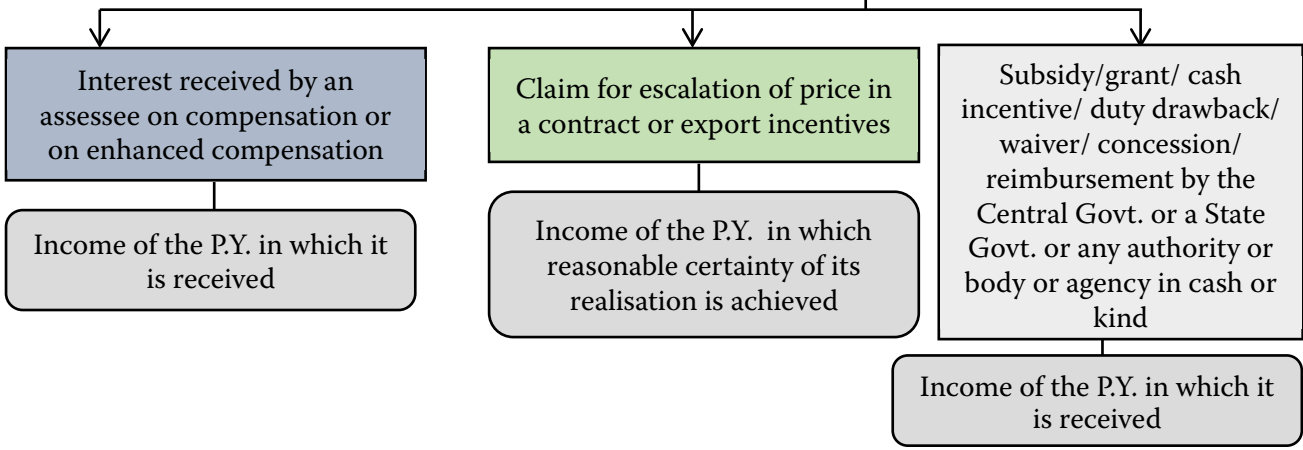 Interest received by an
assessee on compensation or
on enhanced compensation
Income of the P.Y. in which it
is received
Claim for escalation of price in
a contract or export incentives
Income of the P.Y. in which
reasonable certainty of its
realisation is achieved
Subsidy/grant/ cash
incentive/ duty drawback/
waiver/ concession/
reimbursement by the
Central Govt. or a State
Govt. or any authority or
body or agency in cash or
kind
Income of the P.Y. in which it
is received